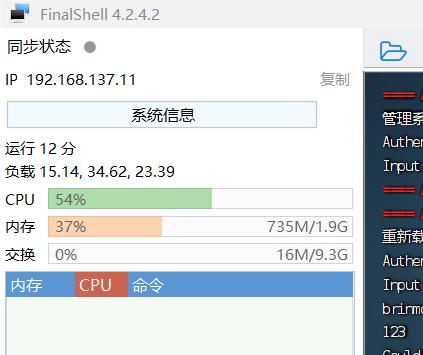 FinalShell 4.2.4.2
同步状态
IP 192.168.137.11 复制
系统信息
运行 12 分
负载 15.14, 34.62, 23.39
CPU 54%
内存 37% 735M/1.9G
交换 0% 16M/9.3G
内存 CPU 命令
====
管理系
Authen
Input
====
====
重新载
Authen
Input
brinmo
123